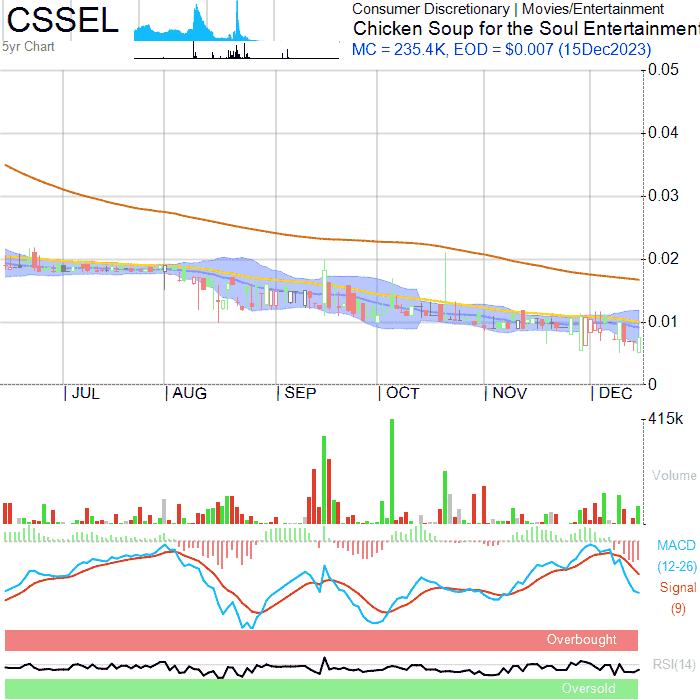 CSSEL
5yr Chart
Consumer Discretionary | Movies/Entertainment
Chicken Soup for the Soul Entertainment
MC = 235.4K, EOD = $0.007 (15Dec2023)
0.05
0.04
0.03
0.02
0.01
0
JUL AUG SEP OCT NOV DEC
415k
Volume
MACD
(12-26)
Signal
(9)
Overbought
RSI(14)
Oversold